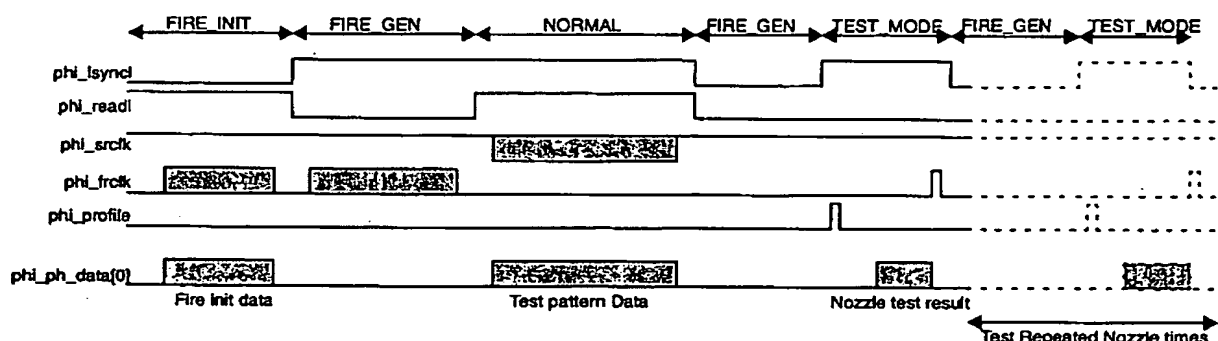 FIRE_INIT FIRE_GEN NORMAL FIRE_GEN TEST_MODE FIRE_GEN TEST_MODE
phi_lsyncl
phi_readl
phi_srclk
phi_frclk
phi_profile
phi_ph_data[0]
Fire Init data Test pattern Data Nozzle test result
Test Repeated Nozzle times